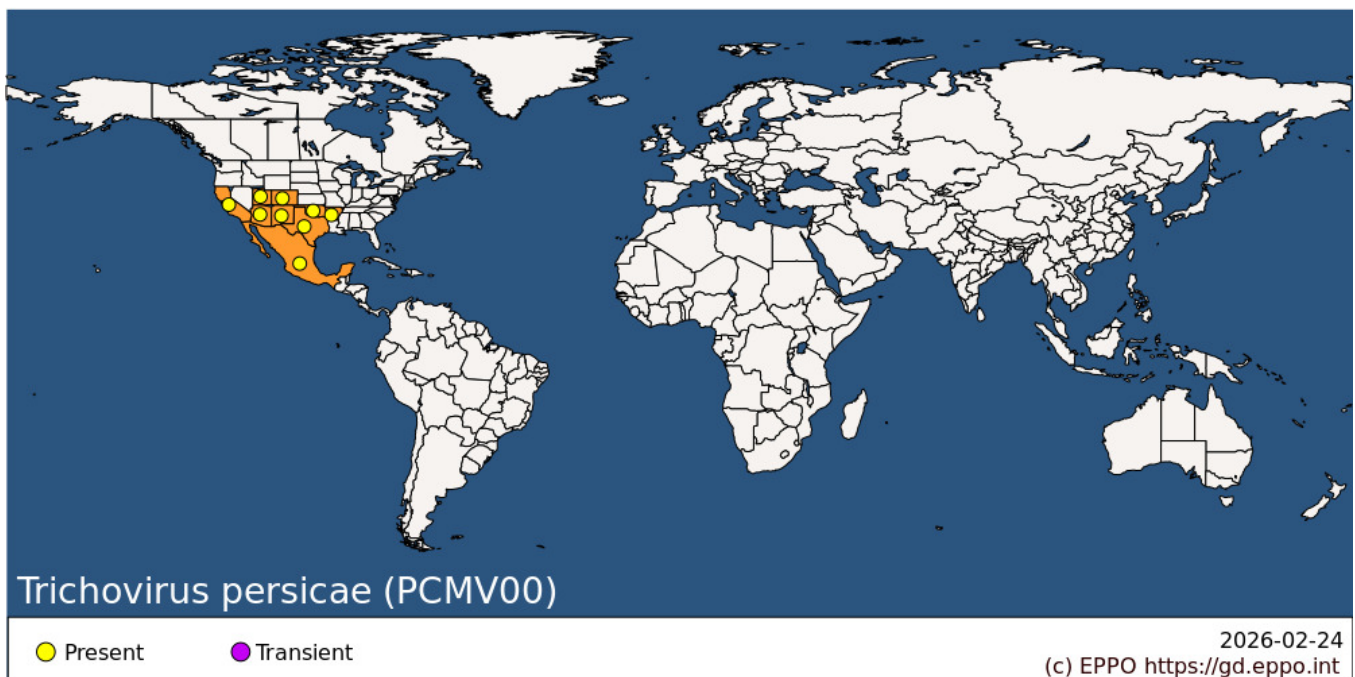 Trichovirus persicae (PCMV00)
Present
Transient
2026-02-24
(c) EPPO https://gd.eppo.int